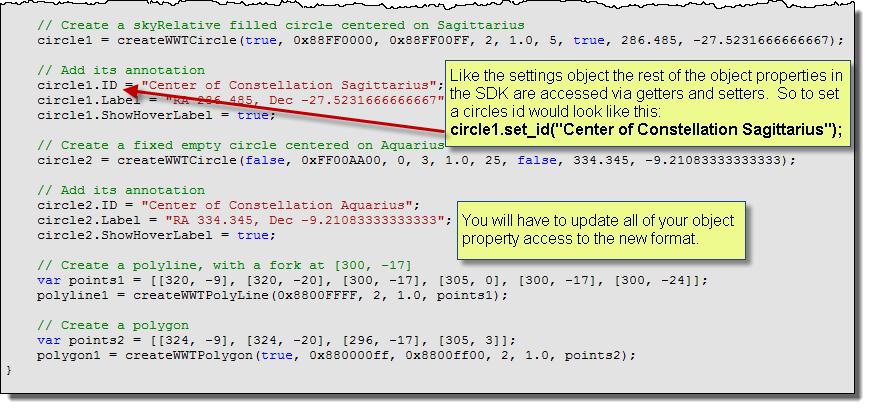 // Create a skyRelative filled circle centered on Sagittarius
circle1 = createWWTCircle(true, 0x88FF0000, 0x88FF00FF, 2, 1.0, 5, true, 286.485, -27.5231666666667);
// Add its annotation
circle1.ID = "Center of Constellation Sagittarius";
circle1.Label = "RA 286.485, Dec -27.5231666666667"
circle1.ShowHoverLabel = true;
Like the settings object the rest of the object properties in
the SDK are accessed via getters and setters. So to set
a circles id would look like this:
circle1.set_id("Center of Constellation Sagittarius");
// Create a fixed empty circle centered on Aquarius
circle2 = createWWTCircle(false, 0xFF00AA00, 0, 3, 1.0, 25, false, 334.345, -9.21083333333333);
// Add its annotation
circle2.ID = "Center of Constellation Aquarius";
circle2.Label = "RA 334.345, Dec -9.21083333333333";
circle2.ShowHoverLabel = true;
You will have to update all of your object
property access to the new format.
// Create a polyline, with a fork at [300, -17]
var points1 = [[320, -9], [320, -20], [300, -17], [305, 0], [300, -17], [300, -24]];
polyline1 = createWWTPolyLine(0x8800FFFF, 2, 1.0, points1);
// Create a polygon
var points2 = [[324, -9], [324, -20], [296, -17], [305, 3]];
polygon1 = createWWTPolygon(true, 0x880000ff, 0x8800ff00, 2, 1.0, points2);
}